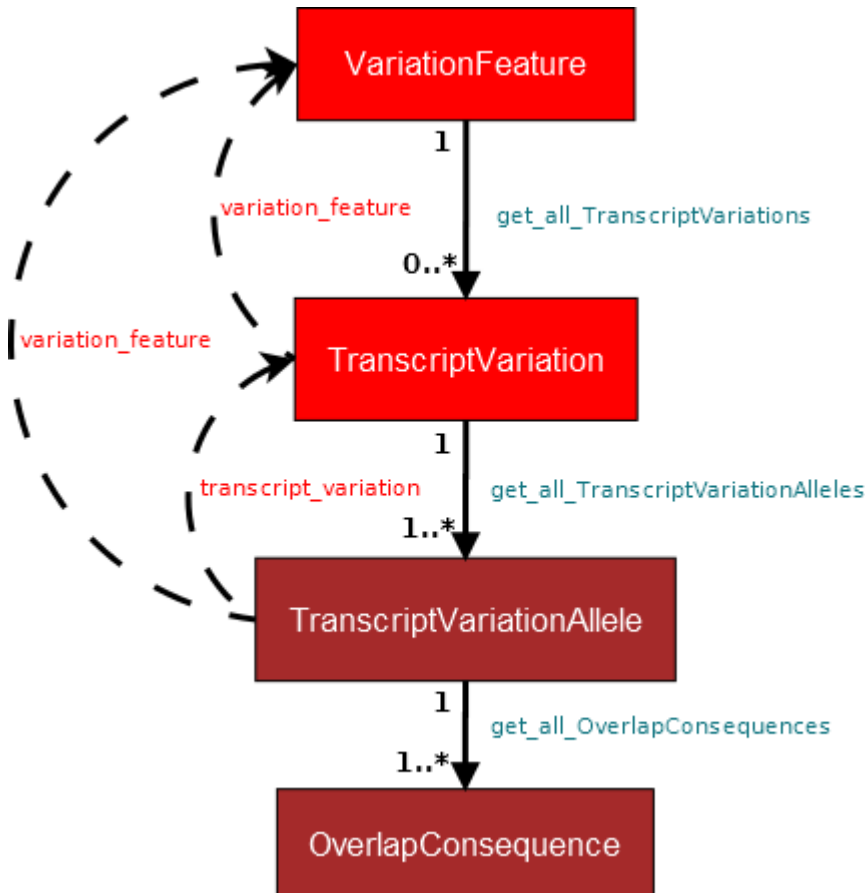 VariationFeature
1
variation_feature
get_all_TranscriptVariations
0..*
variation_feature
TranscriptVariation
1
transcript_variation
get_all_TranscriptVariationAlleles
1..*
TranscriptVariationAllele
1
get_all_OverlapConsequences
1..*
OverlapConsequence